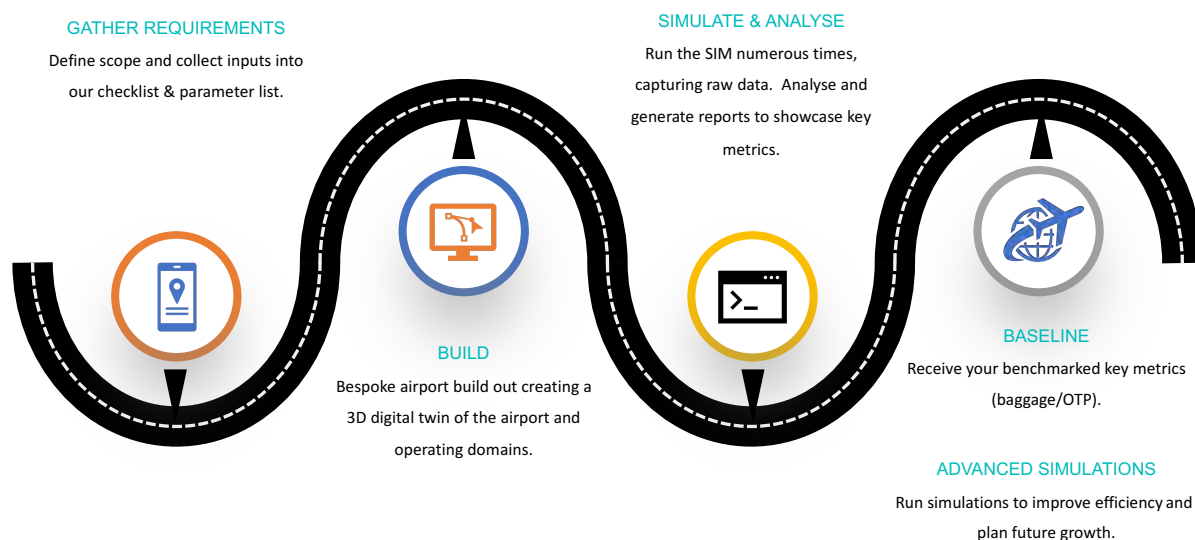 GATHER REQUIREMENTS
Define scope and collect inputs into
our checklist & parameter list.
BUILD
Bespoke airport build out creating a
3D digital twin of the airport and
operating domains.
SIMULATE & ANALYSE
Run the SIM numerous times,
capturing raw data.  Analyse and
generate reports to showcase key
metrics.
BASELINE
Receive your benchmarked key metrics
(baggage/OTP).
ADVANCED SIMULATIONS
Run simulations to improve efficiency and
plan future growth.